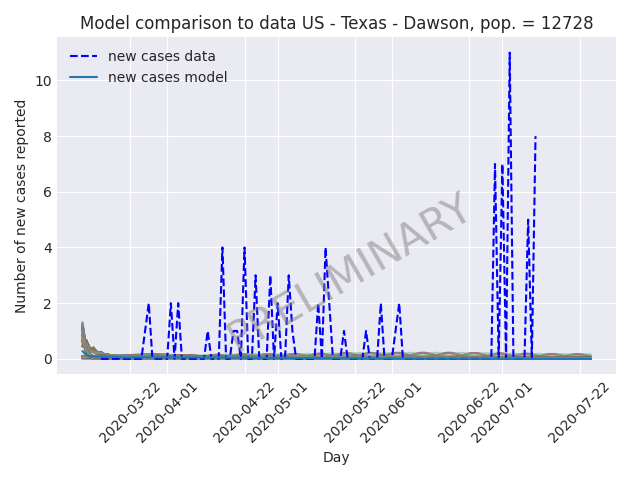 Model comparison to data US - Texas - Dawson, pop. = 12728
new cases data
new cases model
Number of new cases reported
10
8
6
4
2
0
PRELIMINARY
2020-03-22
2020-04-01
2020-04-22
2020-05-01
2020-05-22
2020-06-01
2020-06-22
2020-07-01
2020-07-22
Day